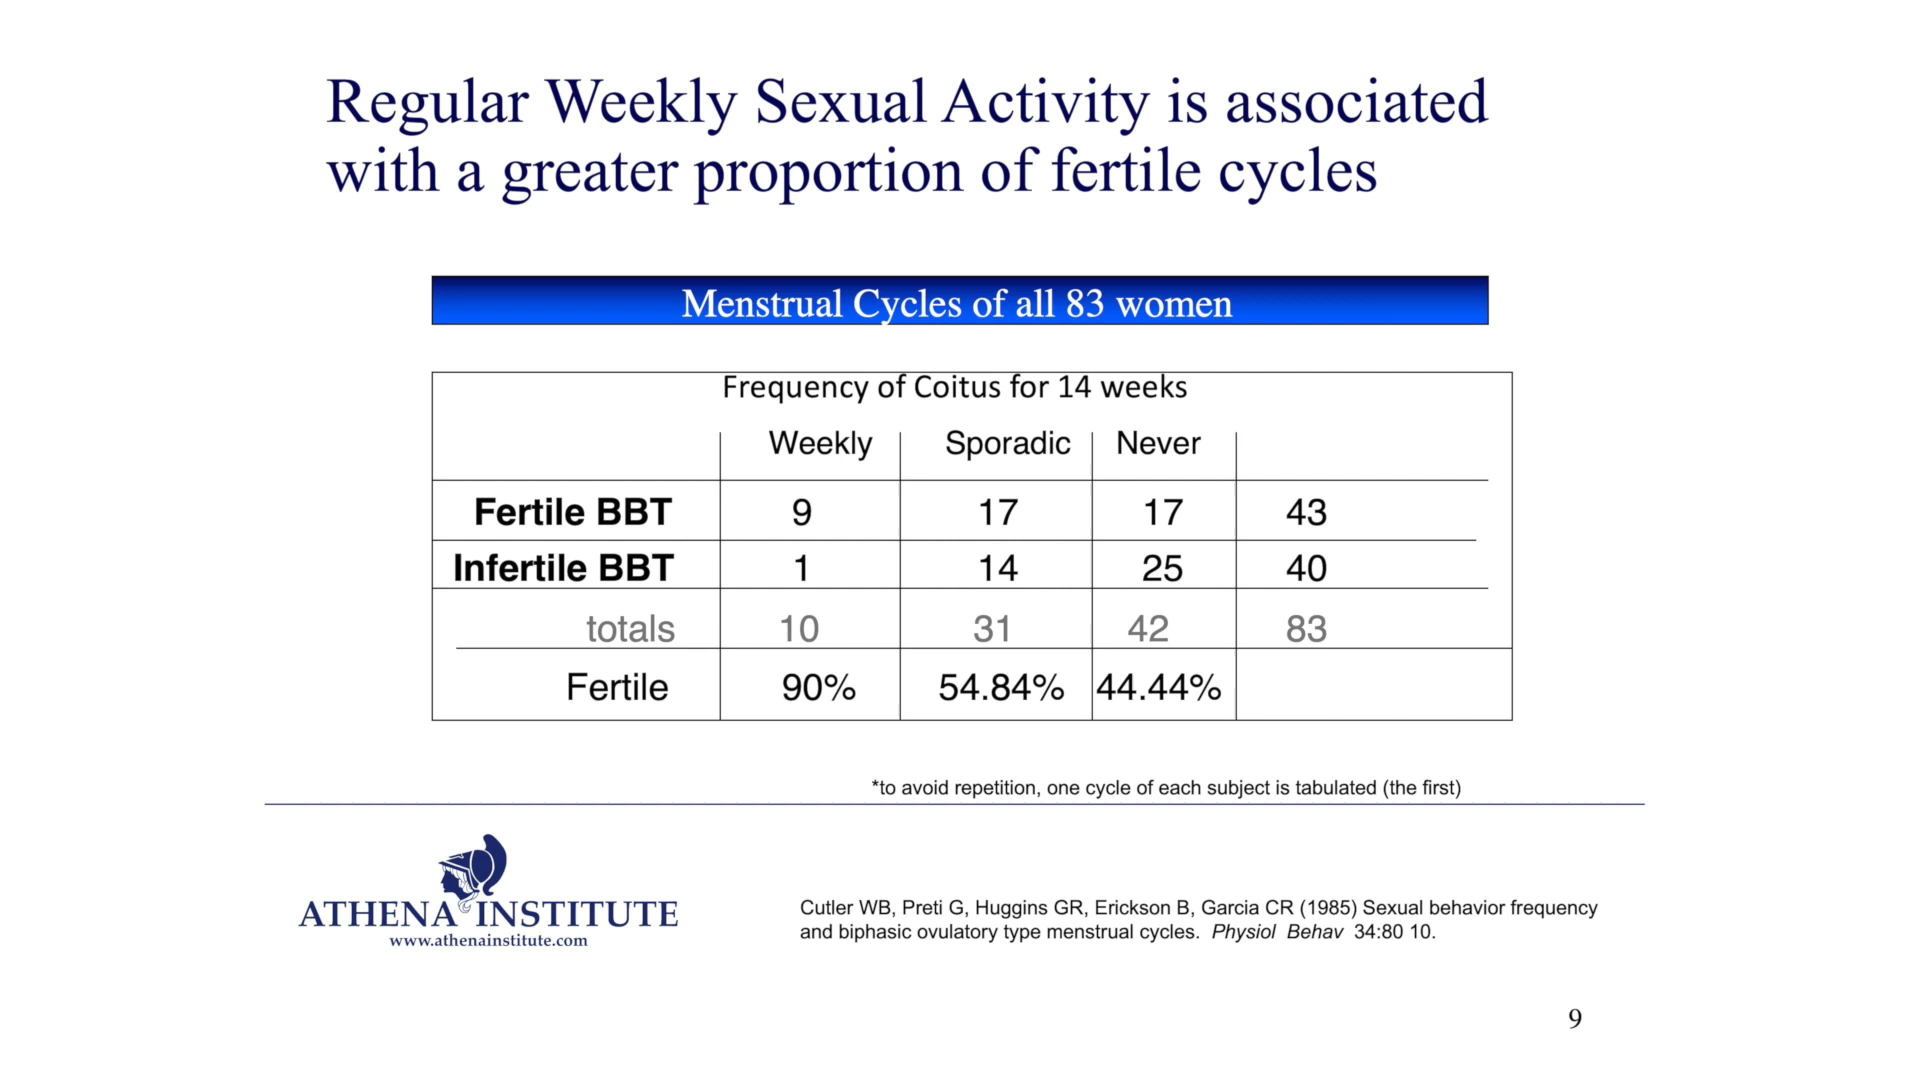 Regular Weekly Sexual Activity is associated
with a greater proportion of fertile cycles
Menstrual Cycles of all 83 women
Frequency of Coitus for 14 weeks
Weekly Sporadic Never
Fertile BBT 9 17 17 43
Infertile BBT 1 14 25 40
totals 10 31 42 83
Fertile 90% 54.84% 44.44%
*to avoid repetition, one cycle of each subject is tabulated (the first)
ATHENA INSTITUTE
www.athenainstitute.com
Cutler WB, Preti G, Huggins GR, Erickson B, Garcia CR (1985) Sexual behavior frequency
and biphasic ovulatory type menstrual cycles. Physiol Behav 34:80 10.
9